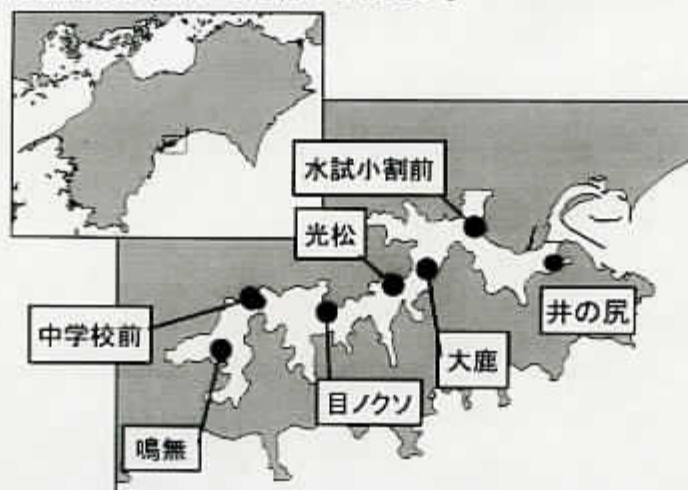 水試小割前
光松
井の尻
中学校前
大鹿
目ノクソ
鳴無